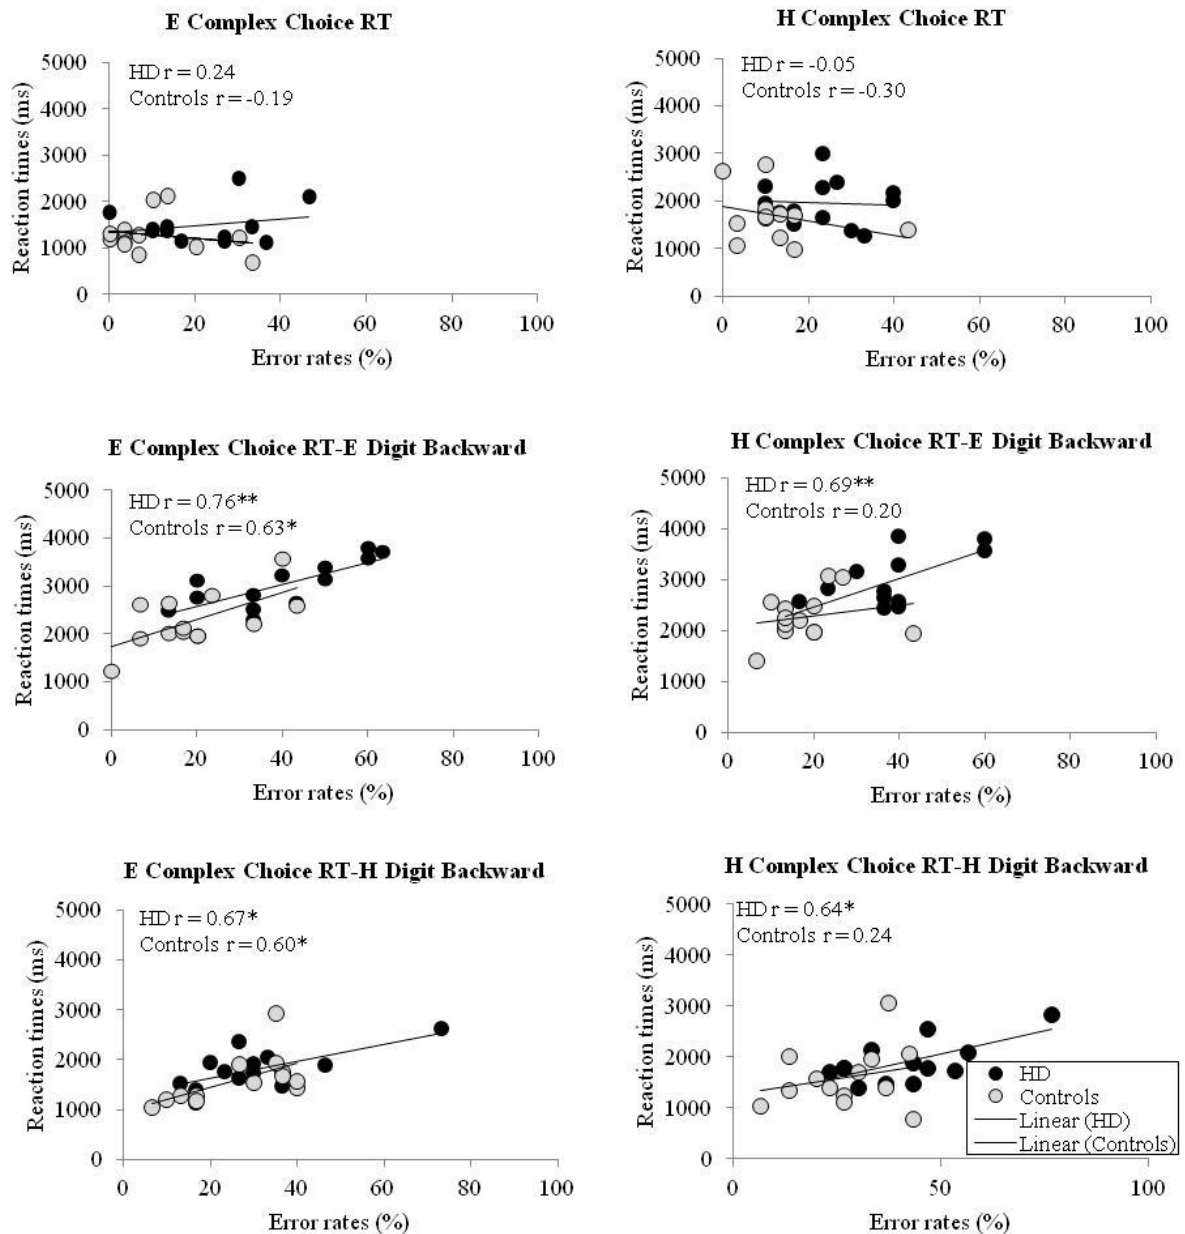 E Complex Choice RT
HD r = 0.24
Controls r = -0.19
Reaction times (ms)
5000
4000
3000
2000
1000
0
0 20 40 60 80 100
Error rates (%)
H Complex Choice RT
HD r = -0.05
Controls r = -0.30
Reaction times (ms)
5000
4000
3000
2000
1000
0
0 20 40 60 80 100
Error rates (%)
E Complex Choice RT-E Digit Backward
HD r = 0.76**
Controls r = 0.63*
Reaction times (ms)
5000
4000
3000
2000
1000
0
0 20 40 60 80 100
Error rates (%)
H Complex Choice RT-E Digit Backward
HD r = 0.69**
Controls r = 0.20
Reaction times (ms)
5000
4000
3000
2000
1000
0
0 20 40 60 80 100
Error rates (%)
E Complex Choice RT-H Digit Backward
HD r = 0.67*
Controls r = 0.60*
Reaction times (ms)
5000
4000
3000
2000
1000
0
0 20 40 60 80 100
Error rates (%)
H Complex Choice RT-H Digit Backward
HD r = 0.64*
Controls r = 0.24
Reaction times (ms)
5000
4000
3000
2000
1000
0
0 50 100
Error rates (%)
HD
Controls
Linear (HD)
Linear (Controls)